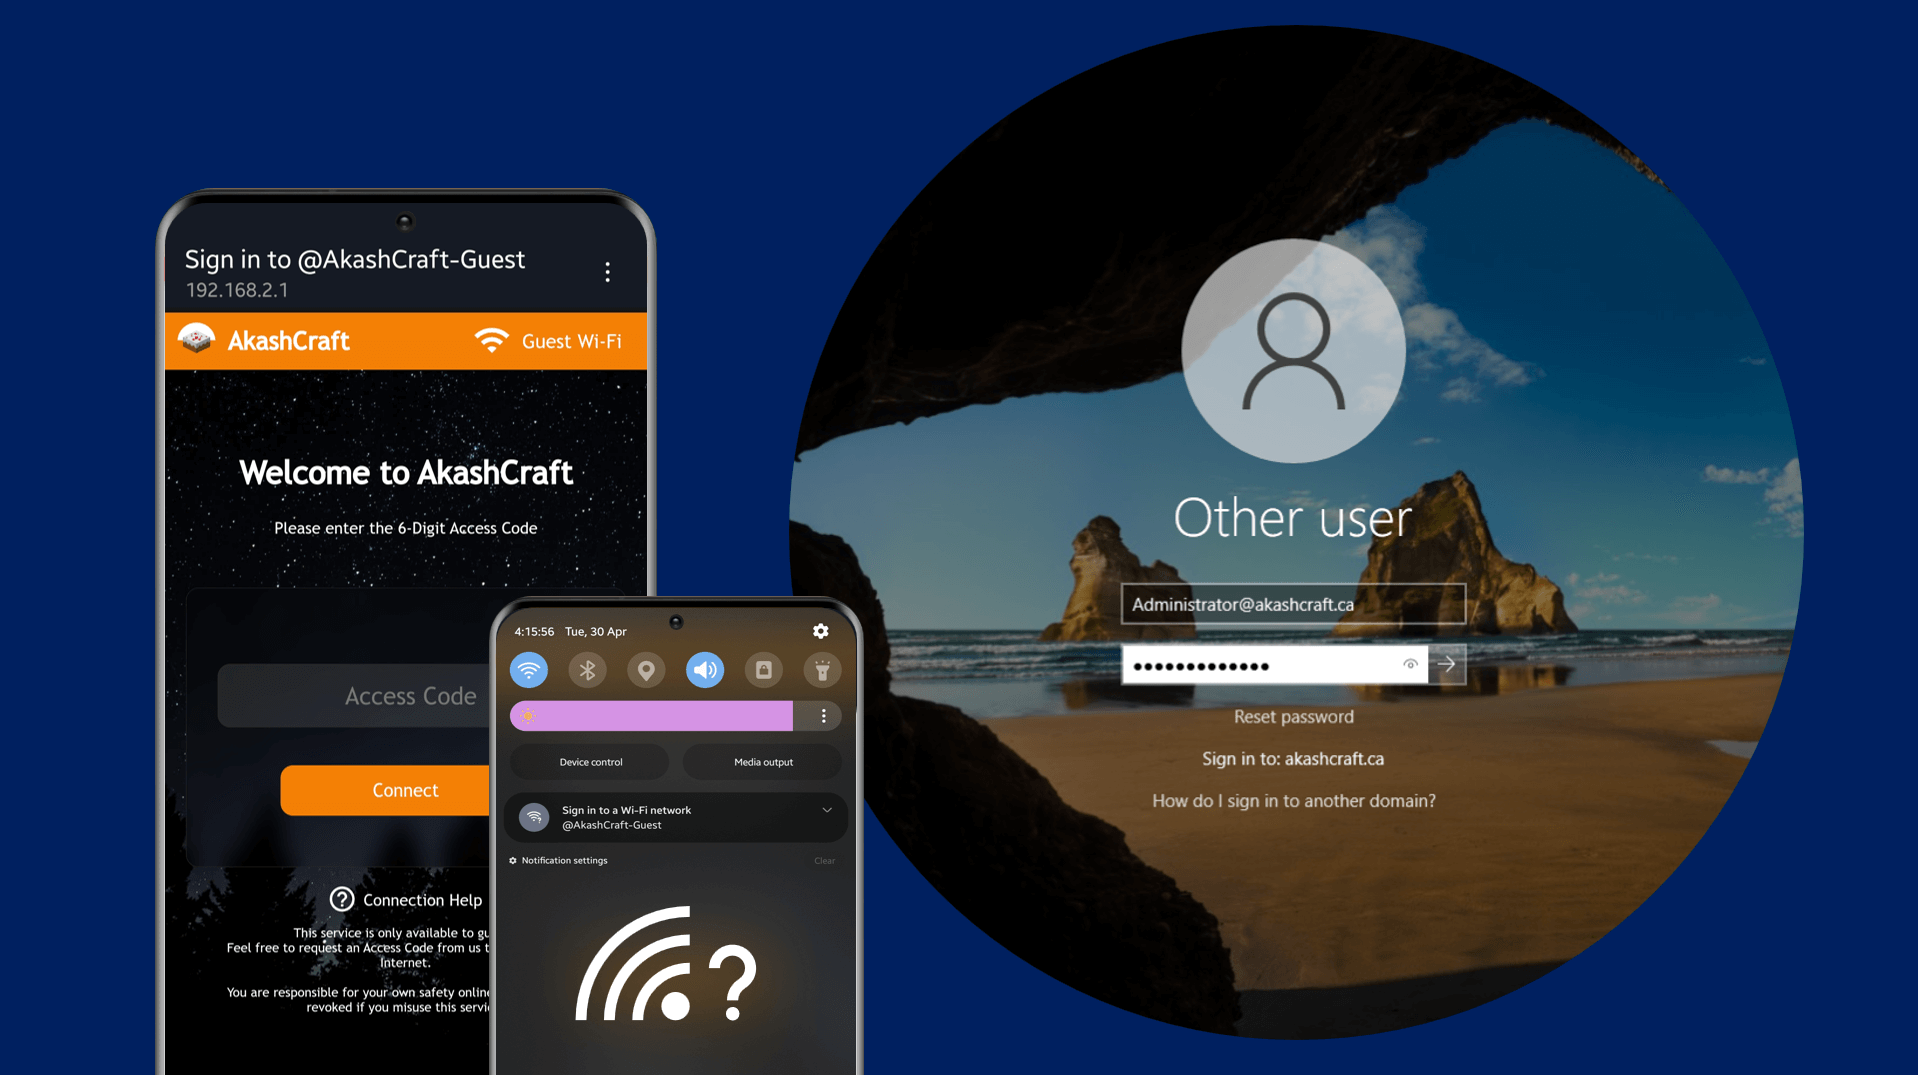 Sign in to @AkashCraft-Guest
192.168.2.1
AkashCraft
Guest Wi-Fi
Welcome to AkashCraft
Please enter the 6-Digit Access Code
Access Code
Connect
Connection Help
This service is only available to
Feel free to request an Access Code from us
Internet.
You are responsible for your own safety online
revoked if you misuse this
4:15:56 Tue, 30 Apr
Device control
Media output
Sign in to a Wi-Fi network
@AkashCraft-Guest
Notification settings
Clear
?
Other user
Administrator@akashcraft.ca
Reset password
Sign in to: akashcraft.ca
How do I sign in to another domain?